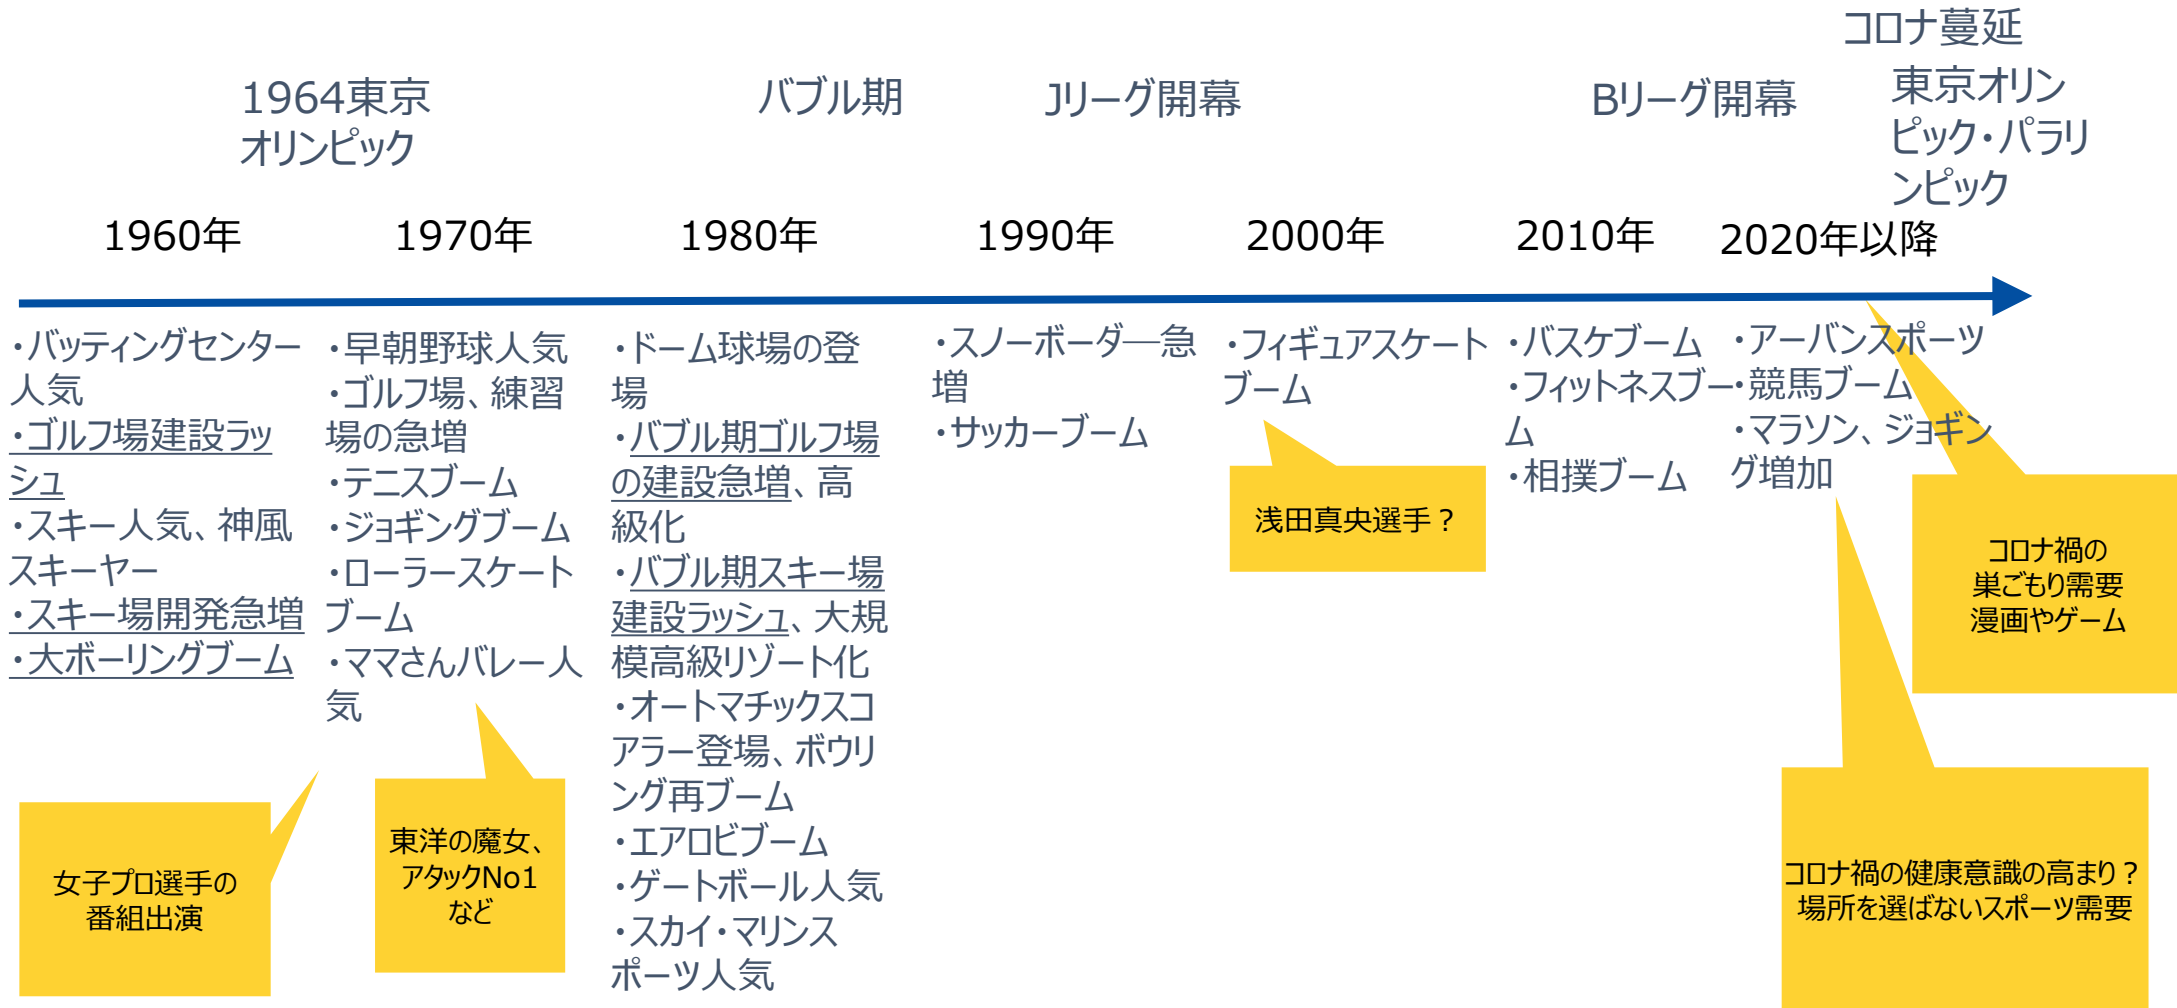 コロナ蔓延
1964東京
オリンピック
バブル期
Jリーグ開幕
Bリーグ開幕
東京オリン
ピック・パラリ
ンピック
1960年
1970年
1980年
1990年
2000年
2010年
2020年以降
・バッティングセンター
人気
・ゴルフ場建設ラッ
シュ
・スキー人気、神風
スキーヤー
・スキー場開発急増
・大ボーリングブーム
・早朝野球人気
・ゴルフ場、練習
場の急増
・テニスブーム
・ジョギングブーム
・ローラースケート
ブーム
・ママさんバレー人
気
・ドーム球場の登
場
・バブル期ゴルフ場
の建設急増、高
級化
・バブル期スキー場
建設ラッシュ、大規
模高級リゾート化
・オートマチックスコ
アラー登場、ボウリ
ング再ブーム
・エアロビブーム
・ゲートボール人気
・スカイ・マリンス
ポーツ人気
・スノーボーダ―急
増
・サッカーブーム
・フィギュアスケート
ブーム
・バスケブーム
・フィットネスブー
ム
・相撲ブーム
・アーバンスポーツ
・競馬ブーム
・マラソン、ジョギン
グ増加
浅田真央選手？
コロナ禍の
巣ごもり需要
漫画やゲーム
女子プロ選手の
番組出演
東洋の魔女、
アタックNo1
など
コロナ禍の健康意識の高まり？
場所を選ばないスポーツ需要